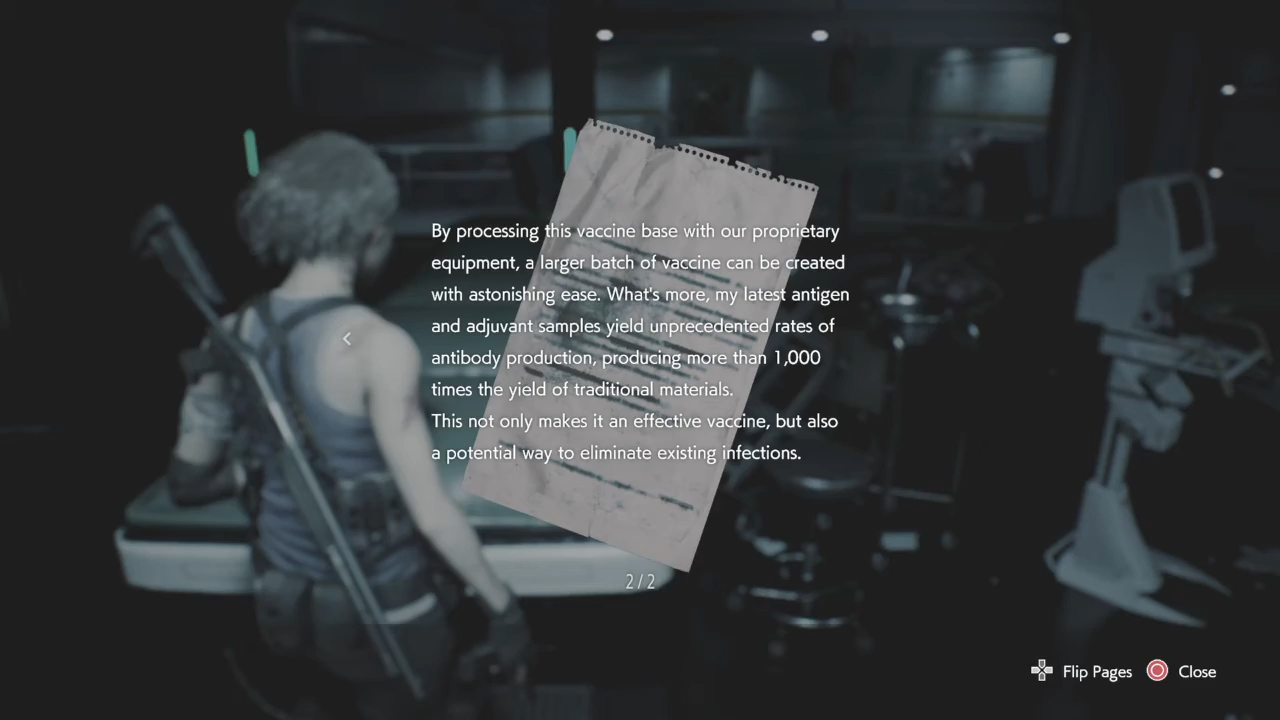 By processing this vaccine base with our proprietary
equipment, a larger batch of vaccine can be created
with astonishing ease. What's more, my latest antigen
and adjuvant samples yield unprecedented rates of
antibody production, producing more than 1,000
times the yield of traditional materials.
This not only makes it an effective vaccine, but also
a potential way to eliminate existing infections.
2/2
Flip Pages Close